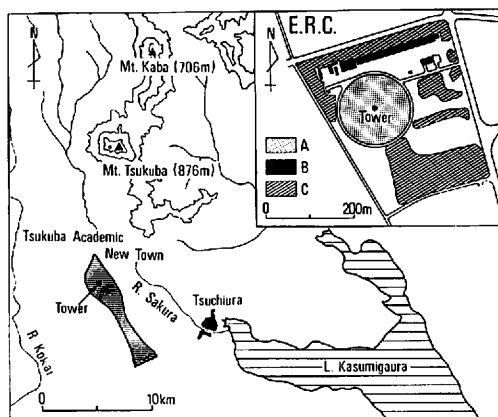 N
Mt. Kaba (706m)
Mt. Tsukuba (876m)
Tsukuba Academic
New Town
Tower
R. Sakura
Tsuchiura
R. Kokai
L. Kasumigaura
0 10km
E.R.C.
N
Tower
A
B
C
0 200m